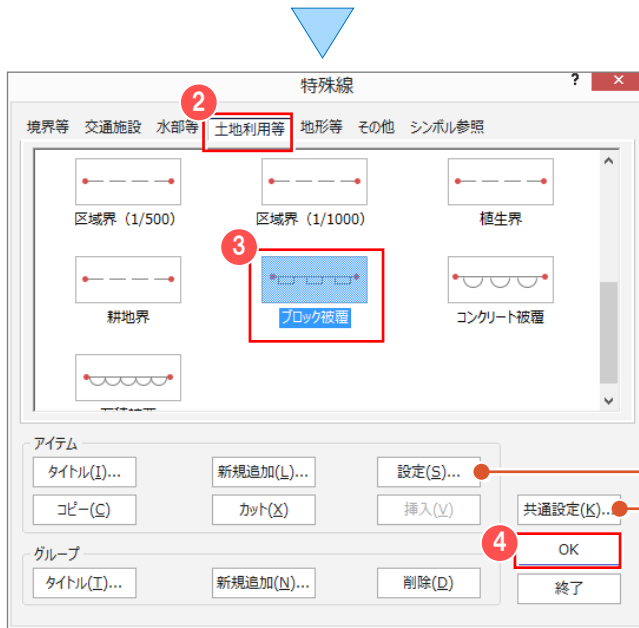 特殊線 ? ×
2
境界等 交通施設 水部等 土地利用等 地形等 その他 シンボル参照
区域界（1/500） 区域界（1/1000） 植生界
3
耕地界 ブロック被覆 コンクリート被覆
アイテム
タイトル(I)... 新規追加(L)... 設定(S)...
コピー(C) カット(X) 挿入(V) 共通設定(K)...
4 OK
グループ
タイトル(T)... 新規追加(N)... 削除(D) 終了